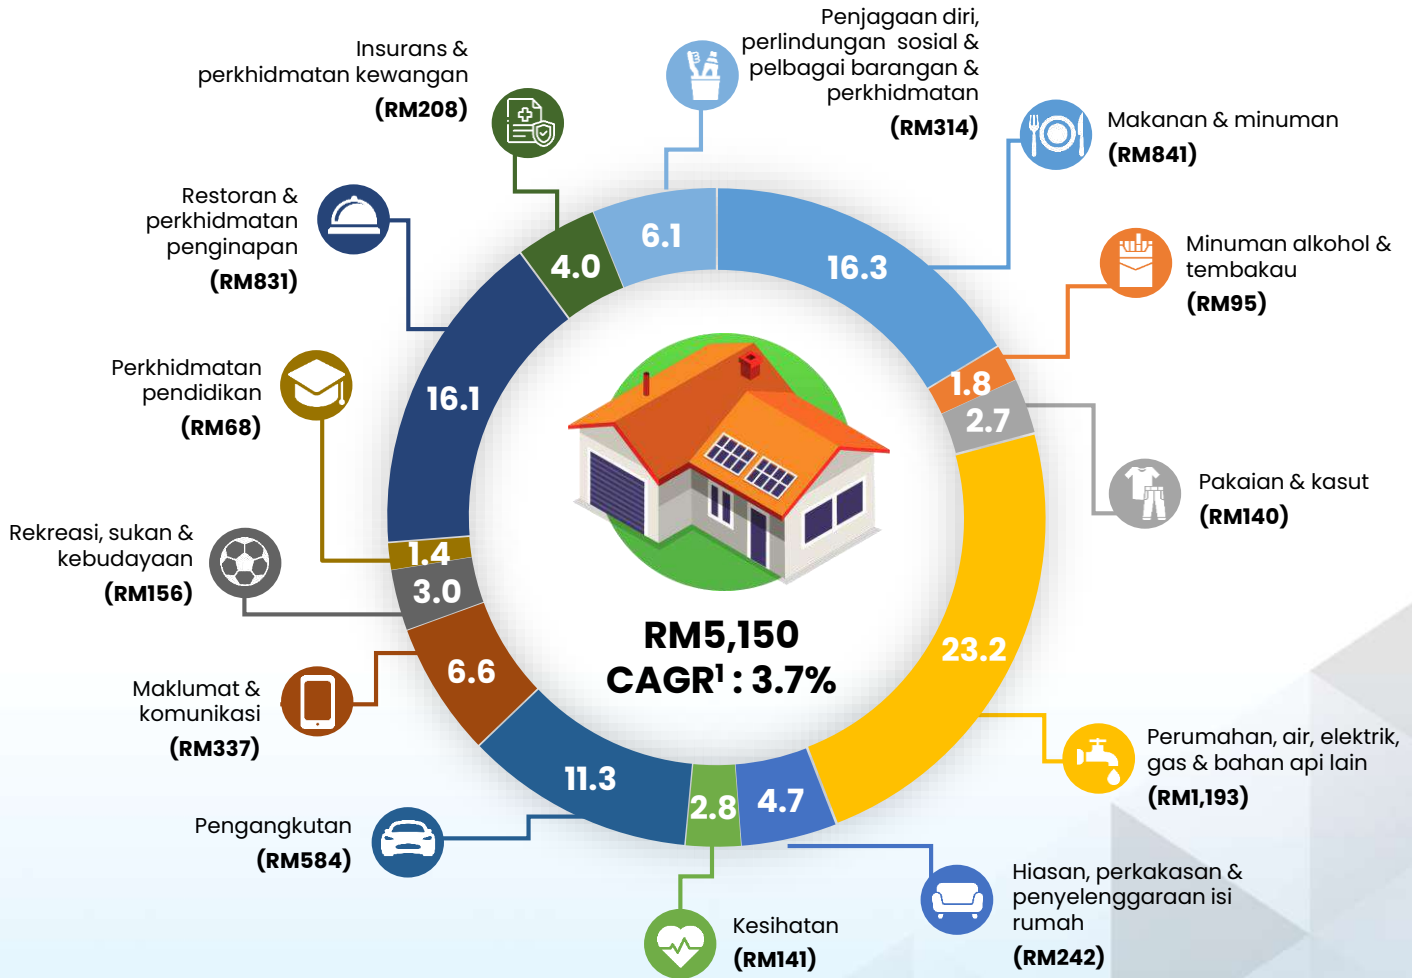 Penjagaan diri,
perlindungan sosial &
pelbagai barangan &
perkhidmatan
(RM314)
Insurans &
perkhidmatan kewangan
(RM208)
Makanan & minuman
(RM841)
Restoran &
perkhidmatan
penginapan
(RM831)
Minuman alkohol &
tembakau
(RM95)
Perkhidmatan
pendidikan
(RM68)
Pakaian & kasut
(RM140)
Rekreasi, sukan &
kebudayaan
(RM156)
Maklumat &
komunikasi
(RM337)
Perumahan, air, elektrik,
gas & bahan api lain
(RM1,193)
Pengangkutan
(RM584)
Hiasan, perkakasan &
penyelenggaraan isi
rumah
(RM242)
Kesihatan
(RM141)
6.1
16.3
4.0
1.8
2.7
16.1
1.4
3.0
23.2
6.6
11.3
2.8
4.7
RM5,150
CAGR¹ : 3.7%